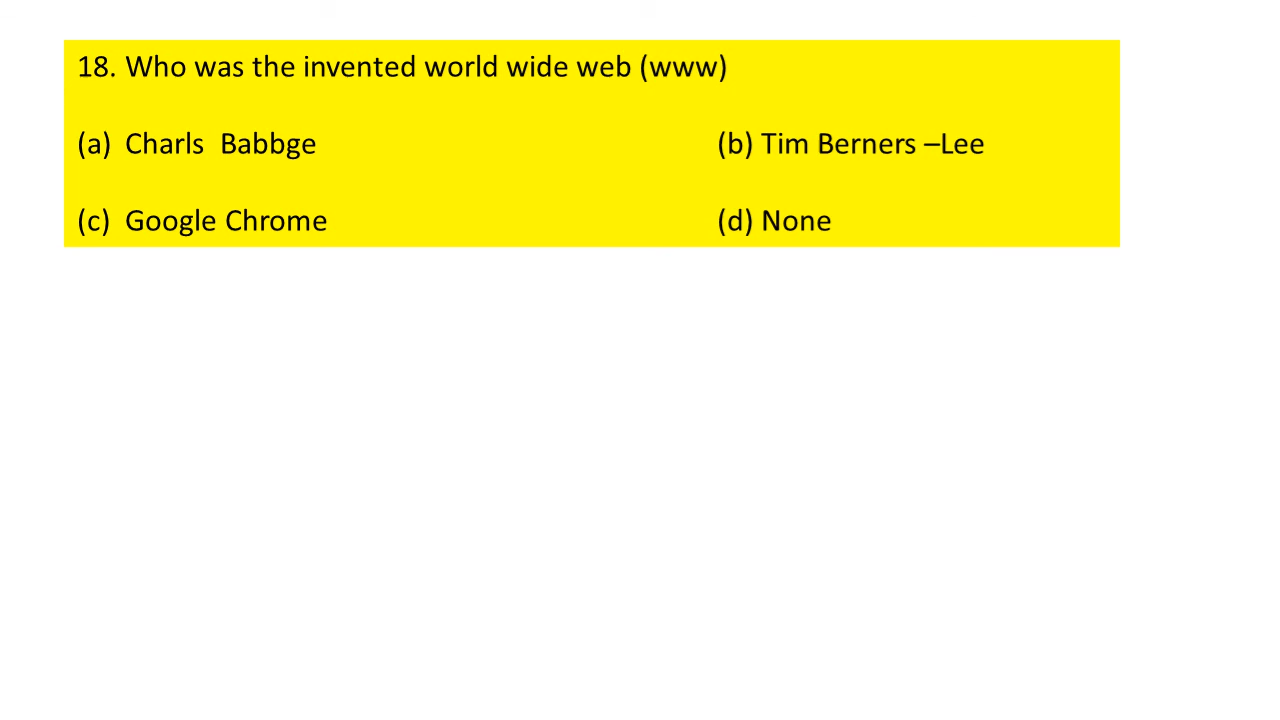 18. Who was the invented world wide web (www)
(a) Charls Babbge (b) Tim Berners –Lee
(c) Google Chrome (d) None